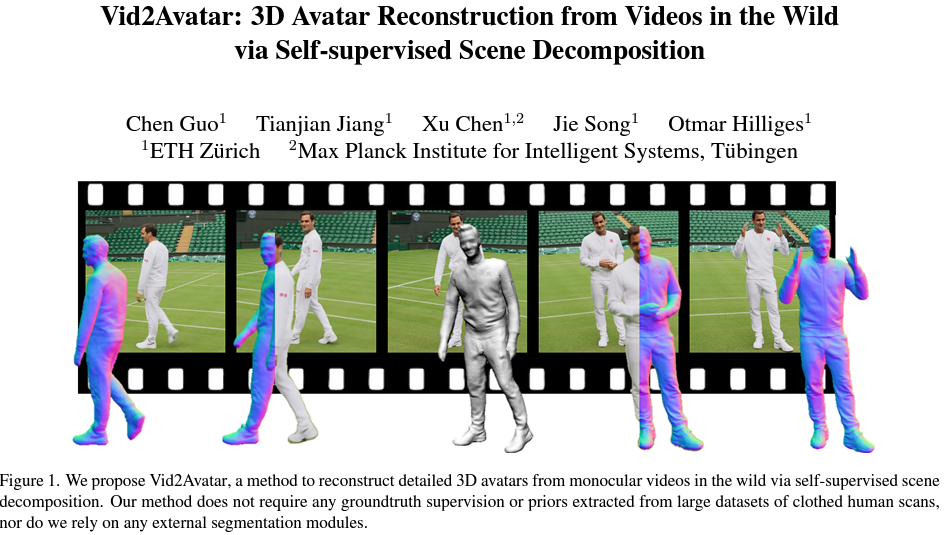 Vid2Avatar: 3D Avatar Reconstruction from Videos in the Wild
via Self-supervised Scene Decomposition
Chen Guo¹ Tianjian Jiang¹ Xu Chen¹,² Jie Song¹ Otmar Hilliges¹
¹ETH Zürich ²Max Planck Institute for Intelligent Systems, Tübingen
Figure 1. We propose Vid2Avatar, a method to reconstruct detailed 3D avatars from monocular videos in the wild via self-supervised scene
decomposition. Our method does not require any groundtruth supervision or priors extracted from large datasets of clothed human scans,
nor do we rely on any external segmentation modules.